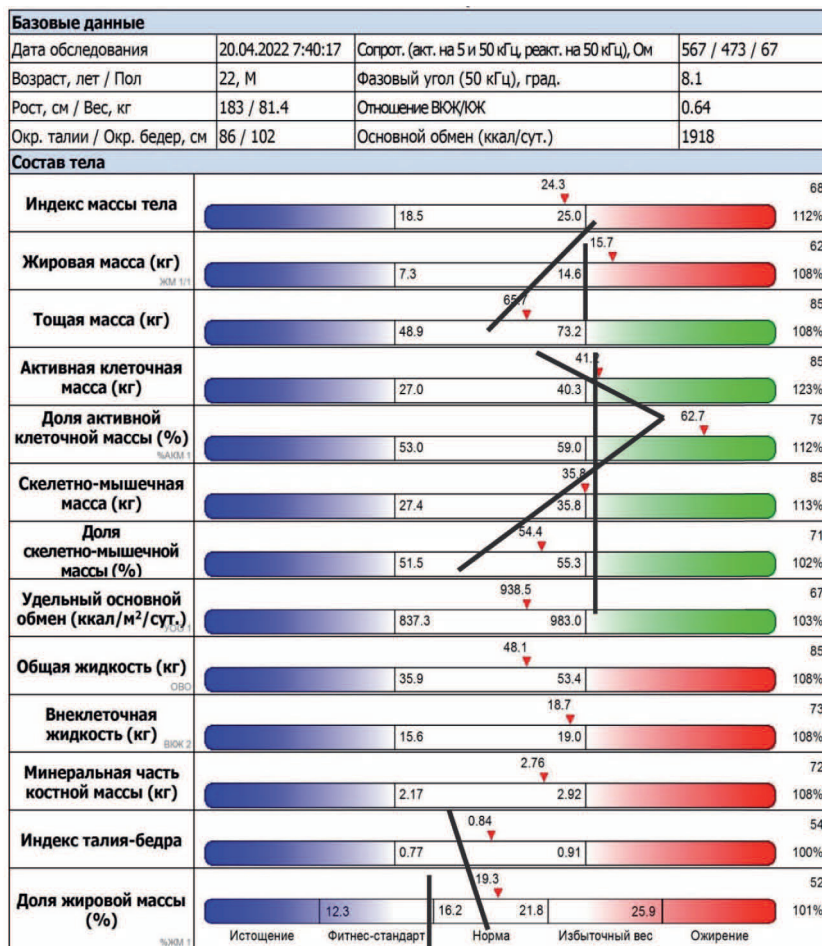 Базовые данные
Дата обследования 20.04.2022 7:40:17 Сопрот. (акт. на 5 и 50 кГц, реакт. на 50 кГц), Ом 567 / 473 / 67
Возраст, лет / Пол 22, М Фазовый угол (50 кГц), град. 8.1
Рост, см / Вес, кг 183 / 81.4 Отношение ВКЖ/КЖ 0.64
Окр. талии / Окр. бедер, см 86 / 102 Основной обмен (ккал/сут.) 1918
Состав тела
24.3 68
Индекс массы тела
18.5 25.0 112%
15.7 62
Жировая масса (кг)
7.3 14.6 108%
ЖМ 1/1
65.7 85
Тощая масса (кг)
48.9 73.2 108%
Активная клеточная 41.2 85
масса (кг) 27.0 40.3 123%
Доля активной 62.7 79
клеточной массы (%) 53.0 59.0 112%
%АКМ 1
Скелетно-мышечная 35.8 85
масса (кг) 27.4 35.8 113%
Доля 54.4 71
скелетно-мышечной
массы (%) 51.5 55.3 102%
Удельный основной 938.5 67
обмен (ккал/м²/сут.) 837.3 983.0 103%
УОО 1
48.1 85
Общая жидкость (кг)
35.9 53.4 108%
ОВО
Внеклеточная 18.7 73
жидкость (кг) 15.6 19.0 108%
ВКЖ 2
Минеральная часть 2.76 72
костной массы (кг) 2.17 2.92 108%
0.84 54
Индекс талия-бедра
0.77 0.91 100%
19.3 52
Доля жировой массы
(%) 12.3 16.2 21.8 25.9 101%
%ЖМ 1 Истощение Фитнес-стандарт Норма Избыточный вес Ожирение